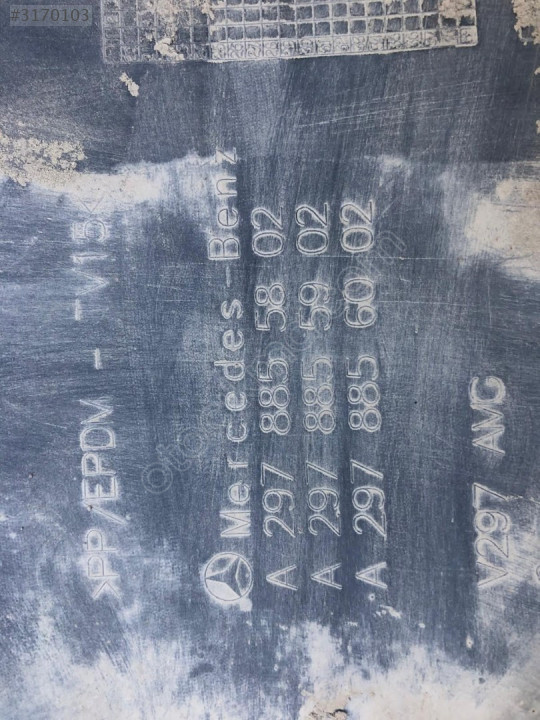 #3170103
>PP/EPDM - -V15<
Mercedes-Benz
A 297 885 58 02
A 297 885 59 02
A 297 885 60 02
V297 AMG